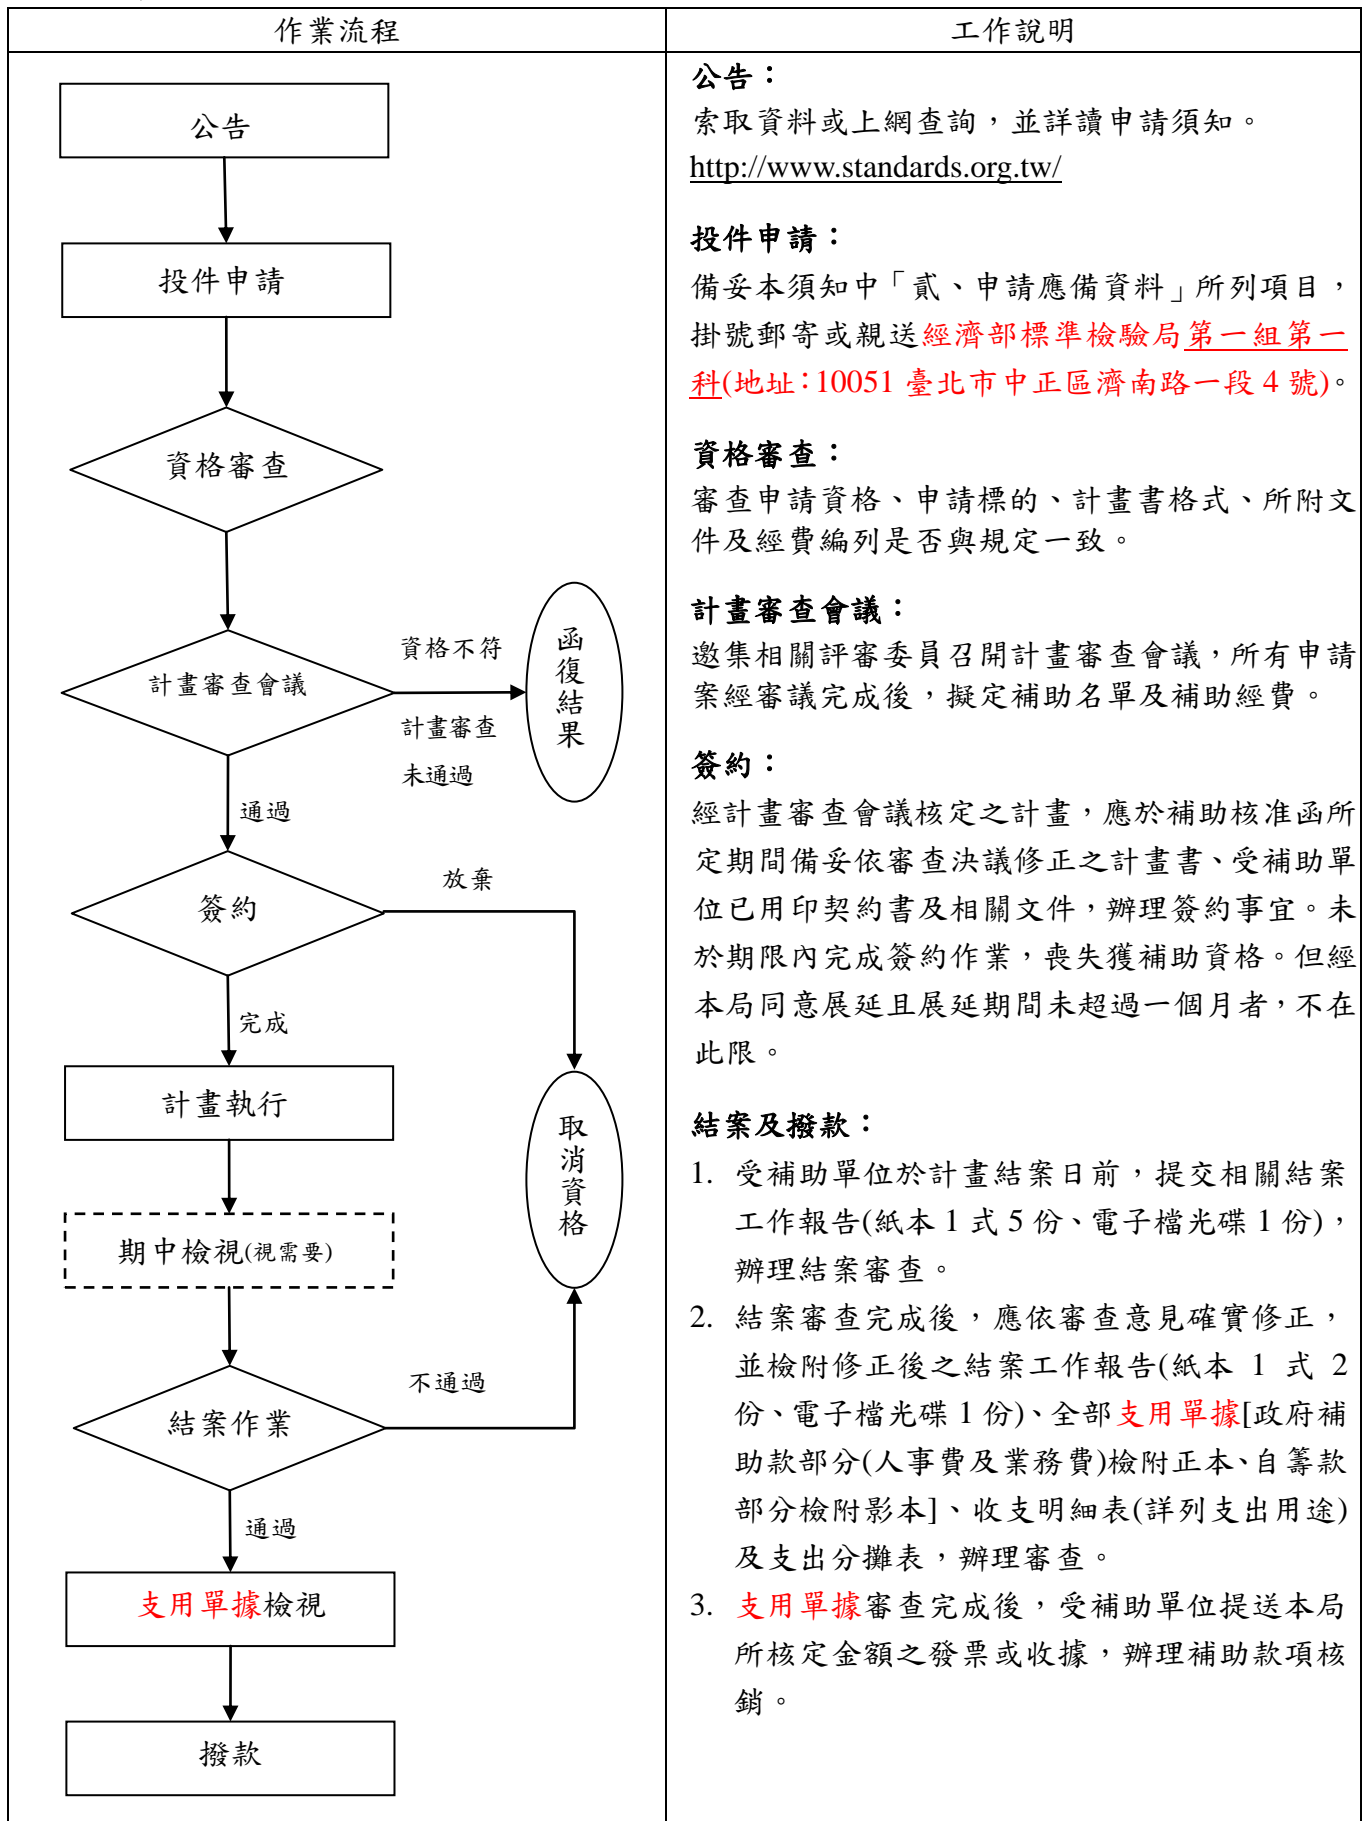 作業流程
工作說明
公告
投件申請
資格審查
計畫審查會議
資格不符
計畫審查
未通過
函復結果
通過
簽約
放棄
完成
計畫執行
取消資格
期中檢視(視需要)
結案作業
不通過
通過
支用單據檢視
撥款
公告：
索取資料或上網查詢，並詳讀申請須知。
http://www.standards.org.tw/
投件申請：
備妥本須知中「貳、申請應備資料」所列項目，
掛號郵寄或親送經濟部標準檢驗局第一組第一
科(地址：10051 臺北市中正區濟南路一段 4 號)。
資格審查：
審查申請資格、申請標的、計畫書格式、所附文
件及經費編列是否與規定一致。
計畫審查會議：
邀集相關評審委員召開計畫審查會議，所有申請
案經審議完成後，擬定補助名單及補助經費。
簽約：
經計畫審查會議核定之計畫，應於補助核准函所
定期間備妥依審查決議修正之計畫書、受補助單
位已用印契約書及相關文件，辦理簽約事宜。未
於期限內完成簽約作業，喪失獲補助資格。但經
本局同意展延且展延期間未超過一個月者，不在
此限。
結案及撥款：
1. 受補助單位於計畫結案日前，提交相關結案
工作報告(紙本 1 式 5 份、電子檔光碟 1 份)，
辦理結案審查。
2. 結案審查完成後，應依審查意見確實修正，
並檢附修正後之結案工作報告(紙本 1 式 2
份、電子檔光碟 1 份)、全部支用單據[政府補
助款部分(人事費及業務費)檢附正本、自籌款
部分檢附影本]、收支明細表(詳列支出用途)
及支出分攤表，辦理審查。
3. 支用單據審查完成後，受補助單位提送本局
所核定金額之發票或收據，辦理補助款項核
銷。